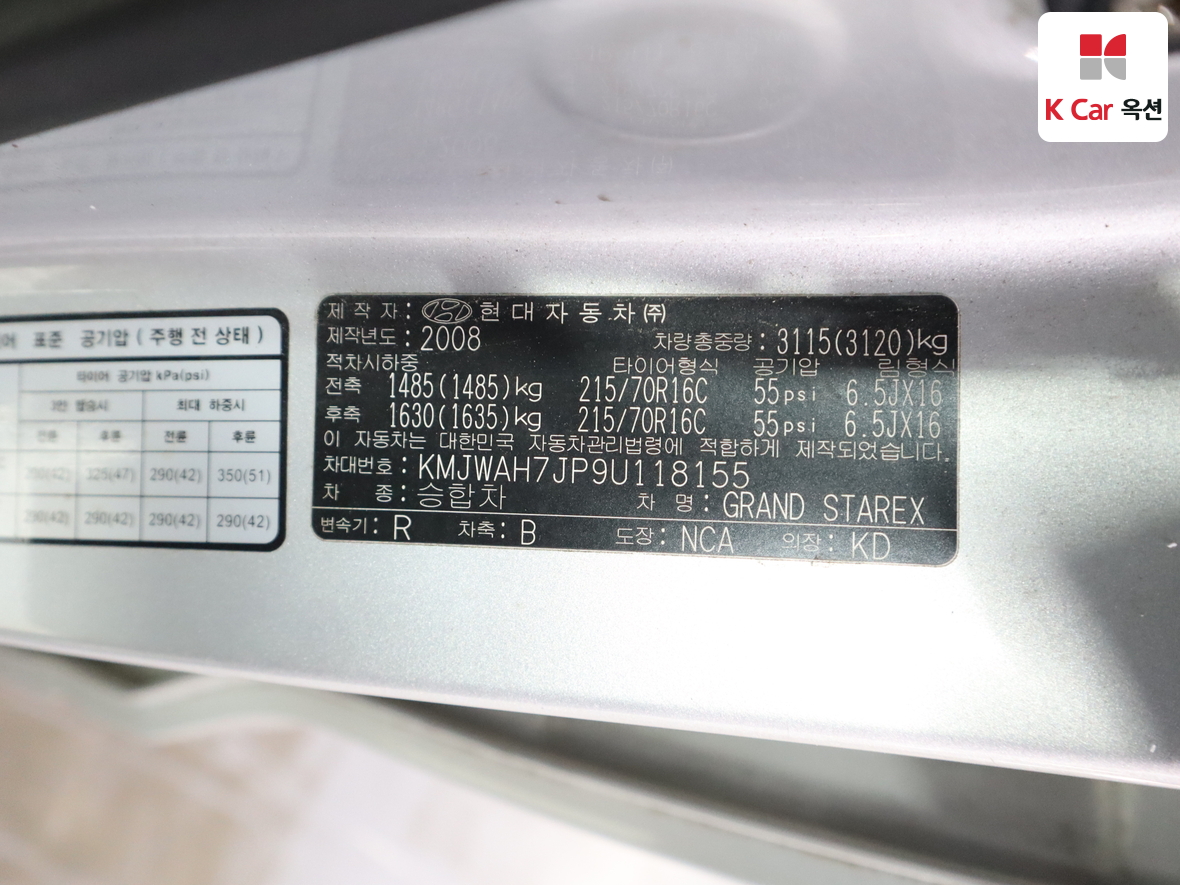 K Car 옥션
표준 공기압 ( 주행 전 상태 )
타이어 공기압 kPa(psi)
최대 하중시
전륜 후륜 전륜 후륜
325(47) 290(42) 350(51)
290(42) 290(42) 290(42) 290(42)
제 작 자 : 현 대 자 동 차 ㈜
제작년도 : 2008 차량총중량 : 3115(3120)kg
적차시하중 타이어형식 공기압 림형식
전축 1485(1485)kg 215/70R16C 55psi 6.5JX16
후축 1630(1635)kg 215/70R16C 55psi 6.5JX16
이 자동차는 대한민국 자동차관리법령에 적합하게 제작되었습니다.
차대번호 : KMJWAH7JP9U118155
차 종 : 승합차 차 명 : GRAND STAREX
변속기 : R 차축 : B 도장 : NCA 의장 : KD